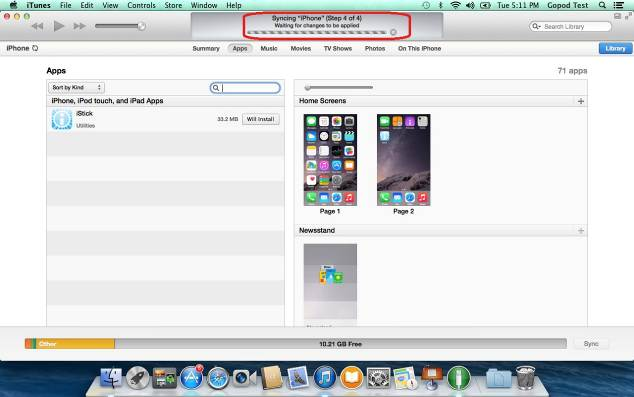 iTunes File Edit View Controls Store Window Help Tue 5:11 PM Gopod Test
Syncing "iPhone" (Step 4 of 4)
Waiting for changes to be applied
Search Library
iPhone Summary Apps Music Movies TV Shows Photos On This iPhone Library
Apps 71 apps
Sort by Kind
iPhone, iPod touch, and iPad Apps
iStick
Utilities
33.2 MB Will Install
Home Screens
Page 1 Page 2
Newsstand
Other 10.21 GB Free Sync